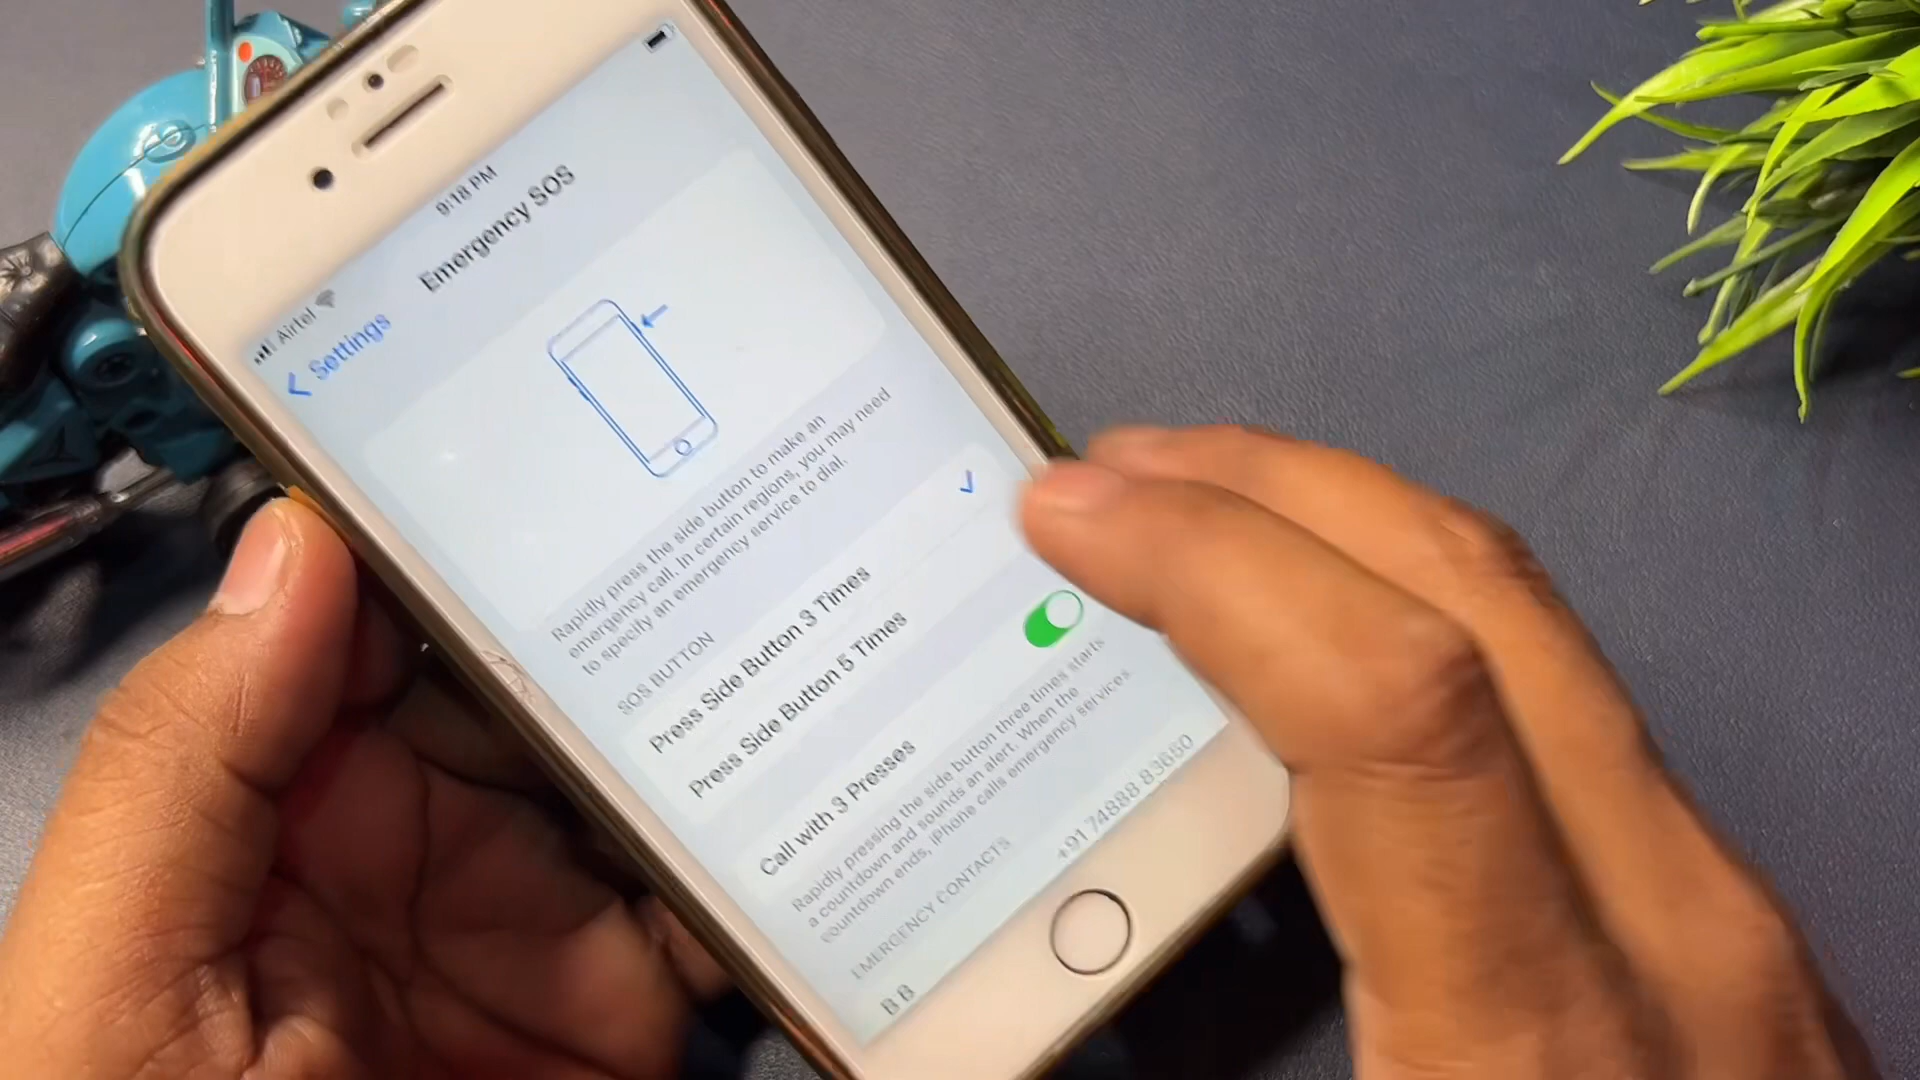 Airtel
9:18 PM
Settings
Emergency SOS
Rapidly press the side button to make an
emergency call. In certain regions, you may need
to specify an emergency service to dial.
SOS BUTTON
Press Side Button 3 Times
Press Side Button 5 Times
Call with 3 Presses
Rapidly pressing the side button three times starts
a countdown and sounds an alert. When the
countdown ends, iPhone calls emergency services
EMERGENCY CONTACTS
B B
+91 74888 83650